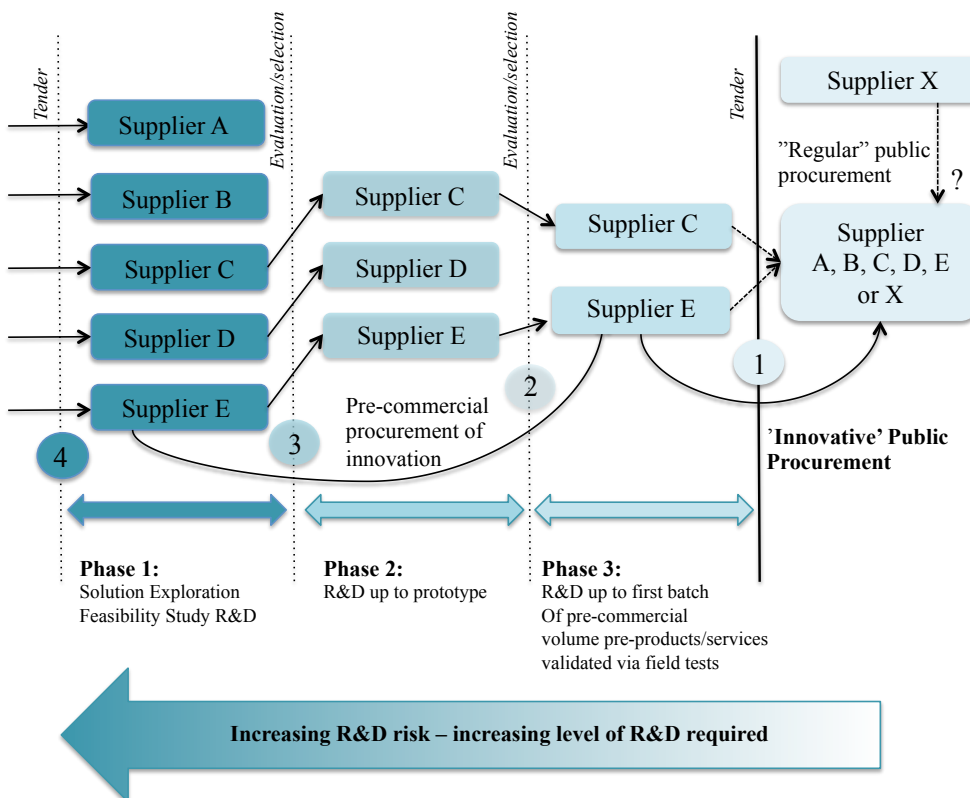 Tender
Evaluation/selection
Evaluation/selection
Tender
Supplier X
Supplier A
”Regular” public
procurement
?
Supplier B
Supplier C
Supplier C
Supplier C
Supplier D
Supplier
A, B, C, D, E
or X
Supplier D
Supplier E
Supplier E
Supplier E
1
2
3
4
Pre-commercial
procurement of
innovation
’Innovative’ Public
Procurement
Phase 1:
Solution Exploration
Feasibility Study R&D
Phase 2:
R&D up to prototype
Phase 3:
R&D up to first batch
Of pre-commercial
volume pre-products/services
validated via field tests
Increasing R&D risk – increasing level of R&D required